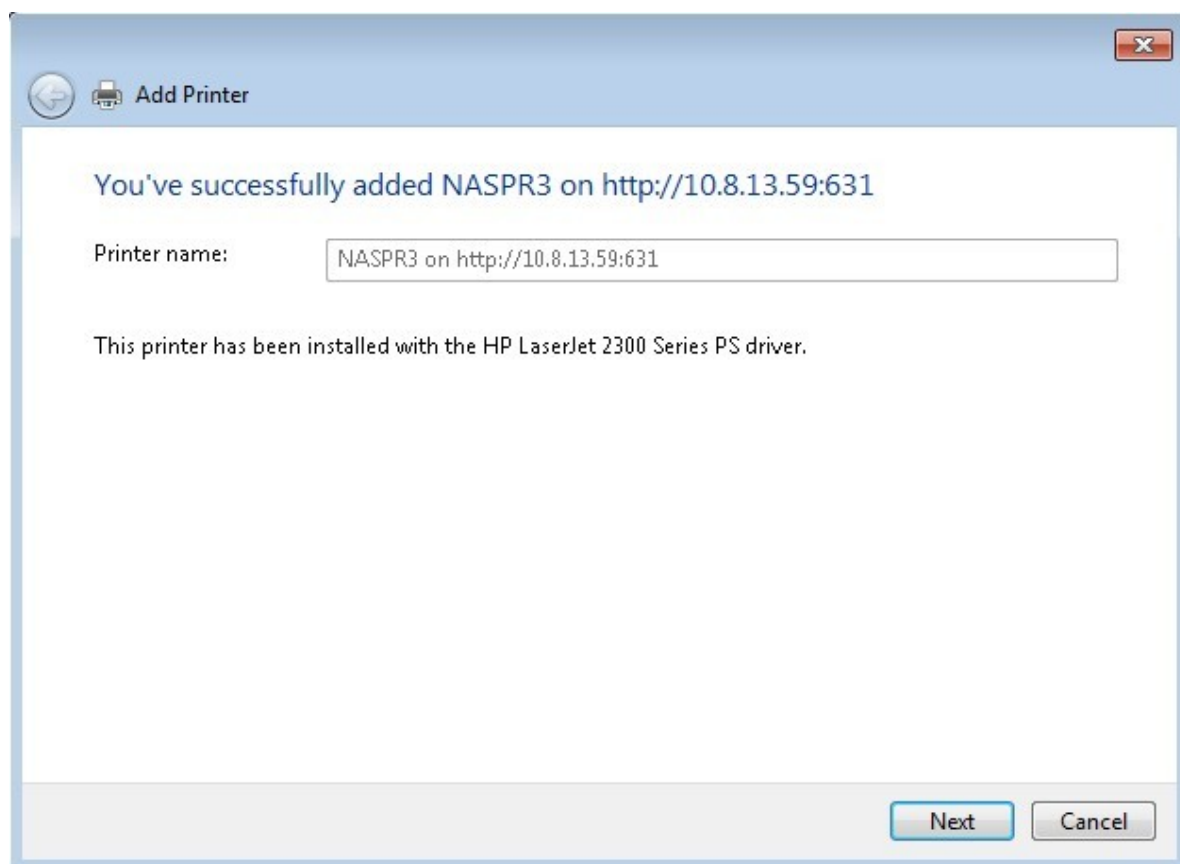 Add Printer
You've successfully added NASPR3 on http://10.8.13.59:631
Printer name:
NASPR3 on http://10.8.13.59:631
This printer has been installed with the HP LaserJet 2300 Series PS driver.
Next
Cancel